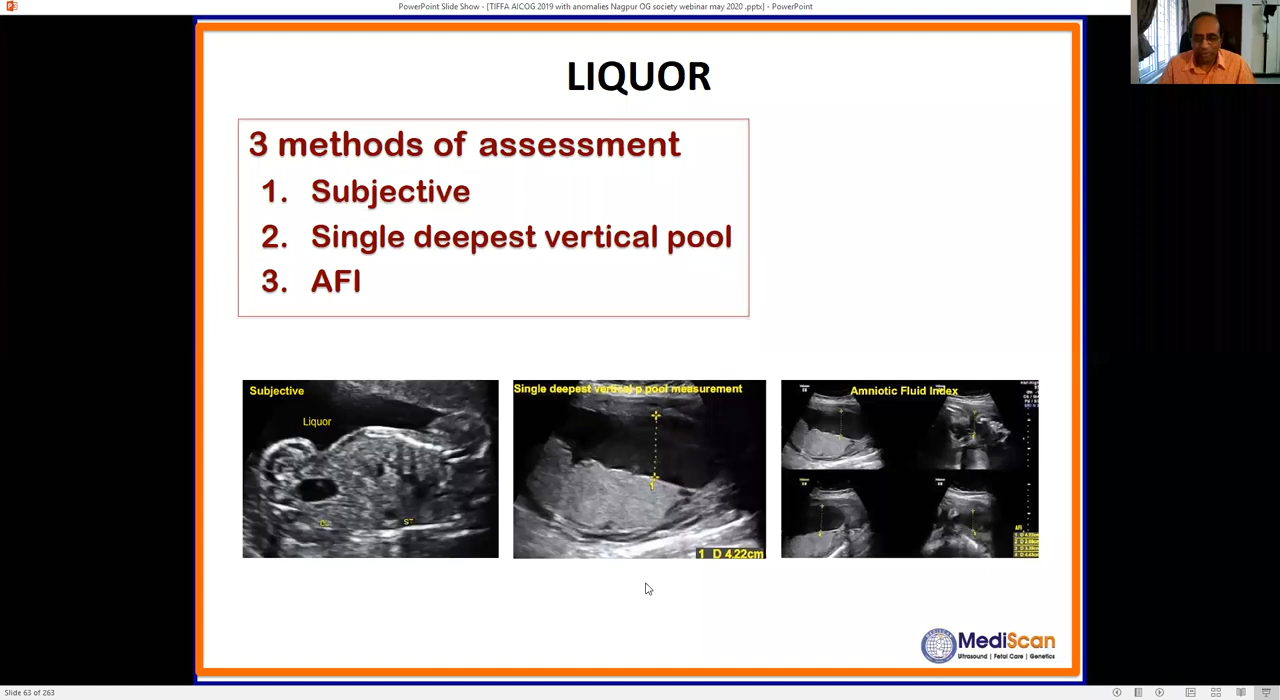 PowerPoint Slide Show - [TIFFA AICOG 2019 with anomalies Nagpur OG society webinar may 2020 .pptx] - PowerPoint
LIQUOR
3 methods of assessment
1. Subjective
2. Single deepest vertical pool
3. AFI
Subjective
Liquor
ST
Single deepest vertical p pool measurement
1 D 4.22cm
Amniotic Fluid Index
AFI
MediScan
Ultrasound | Fetal Care | Genetics
Slide 63 of 263